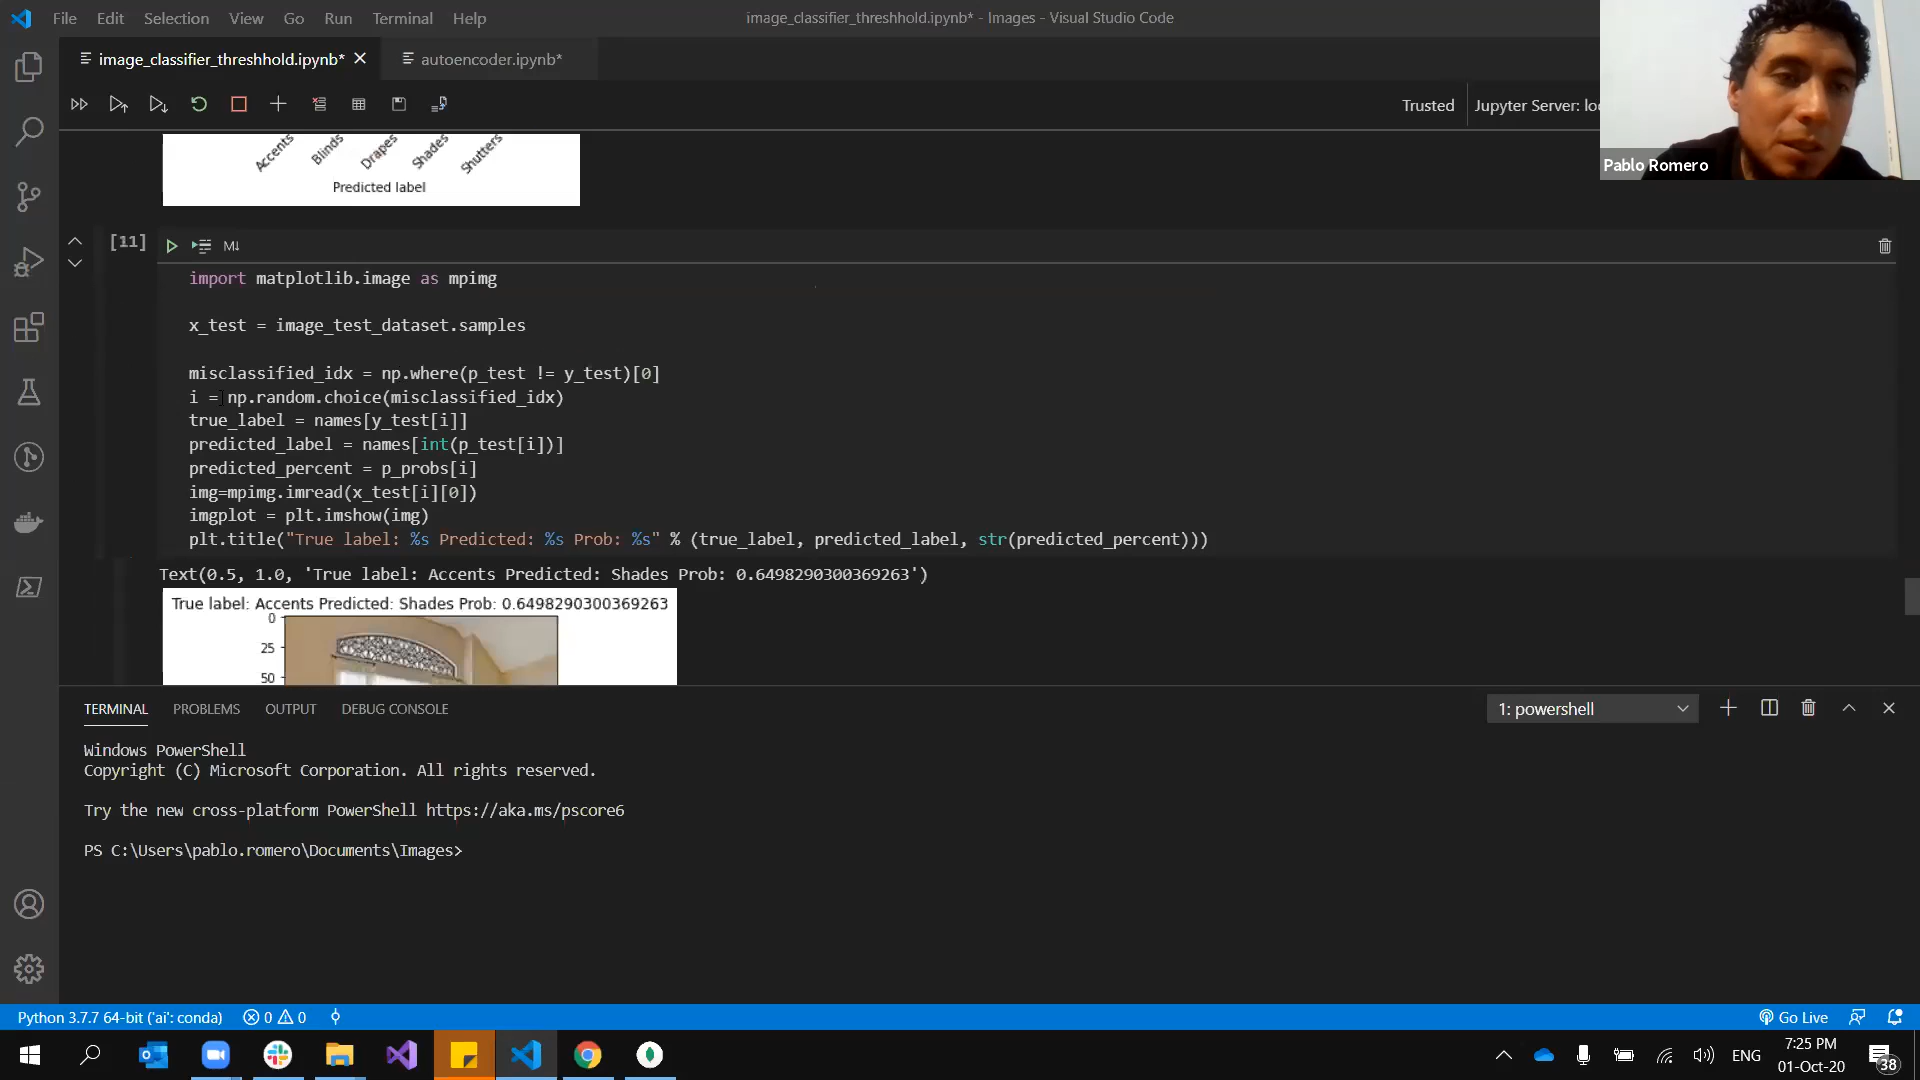 File Edit Selection View Go Run Terminal Help
image_classifier_threshhold.ipynb* - Images - Visual Studio Code
image_classifier_threshhold.ipynb*
autoencoder.ipynb*
Trusted
Jupyter Server: loc
Pablo Romero
Accents Blinds Drapes Shades Shutters
Predicted label
[11]
M↓
import matplotlib.image as mpimg
x_test = image_test_dataset.samples
misclassified_idx = np.where(p_test != y_test)[0]
i = np.random.choice(misclassified_idx)
true_label = names[y_test[i]]
predicted_label = names[int(p_test[i])]
predicted_percent = p_probs[i]
img=mpimg.imread(x_test[i][0])
imgplot = plt.imshow(img)
plt.title("True label: %s Predicted: %s Prob: %s" % (true_label, predicted_label, str(predicted_percent)))
Text(0.5, 1.0, 'True label: Accents Predicted: Shades Prob: 0.6498290300369263')
True label: Accents Predicted: Shades Prob: 0.6498290300369263
0
25
50
TERMINAL PROBLEMS OUTPUT DEBUG CONSOLE
1: powershell
Windows PowerShell
Copyright (C) Microsoft Corporation. All rights reserved.
Try the new cross-platform PowerShell https://aka.ms/pscore6
PS C:\Users\pablo.romero\Documents\Images>
Python 3.7.7 64-bit ('ai': conda)
0
0
Go Live
ENG
7:25 PM
01-Oct-20
38